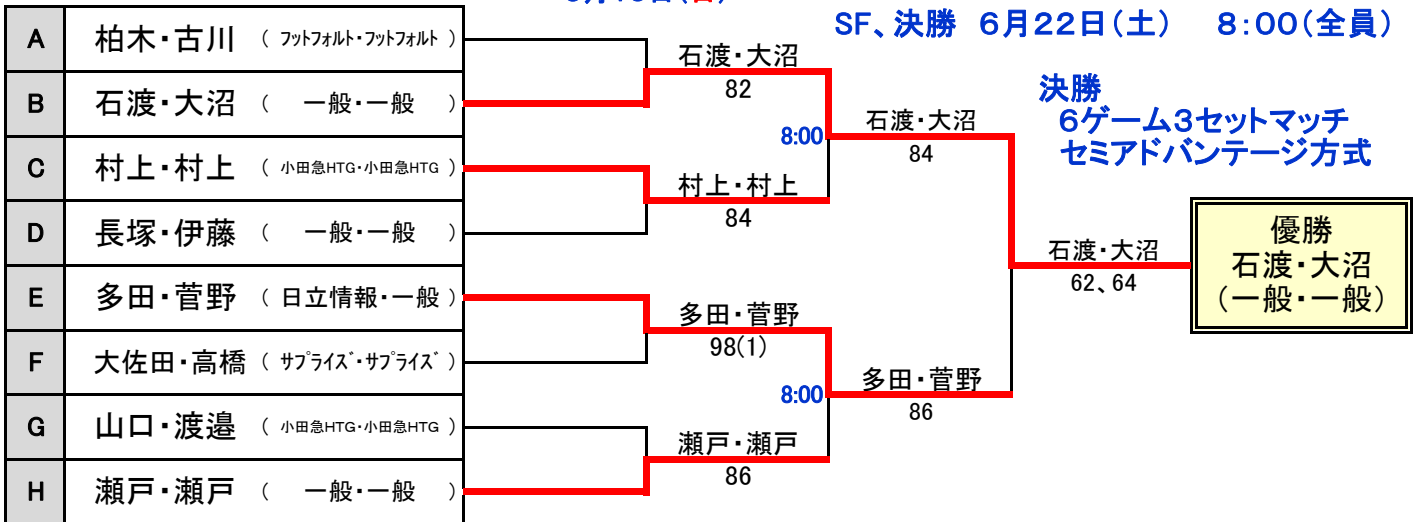 SF、決勝 6月22日(土) 8:00(全員)
A 柏木・古川 ( フットフォルト・フットフォルト )
B 石渡・大沼 ( 一般・一般 )
C 村上・村上 ( 小田急HTG・小田急HTG )
D 長塚・伊藤 ( 一般・一般 )
E 多田・菅野 ( 日立情報・一般 )
F 大佐田・高橋 ( サプライズ・サプライズ )
G 山口・渡邉 ( 小田急HTG・小田急HTG )
H 瀬戸・瀬戸 ( 一般・一般 )
石渡・大沼
82
村上・村上
84
多田・菅野
98(1)
瀬戸・瀬戸
86
8:00
石渡・大沼
84
8:00
多田・菅野
86
決勝
6ゲーム3セットマッチ
セミアドバンテージ方式
石渡・大沼
62、64
優勝
石渡・大沼
(一般・一般)